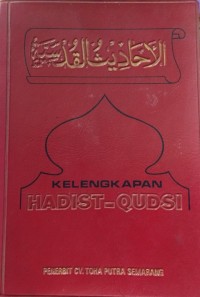 الأحاديث القدسية
KELENGKAPAN
HADIST-QUDSI
PENERBIT CV. TOHA PUTRA SEMARANG